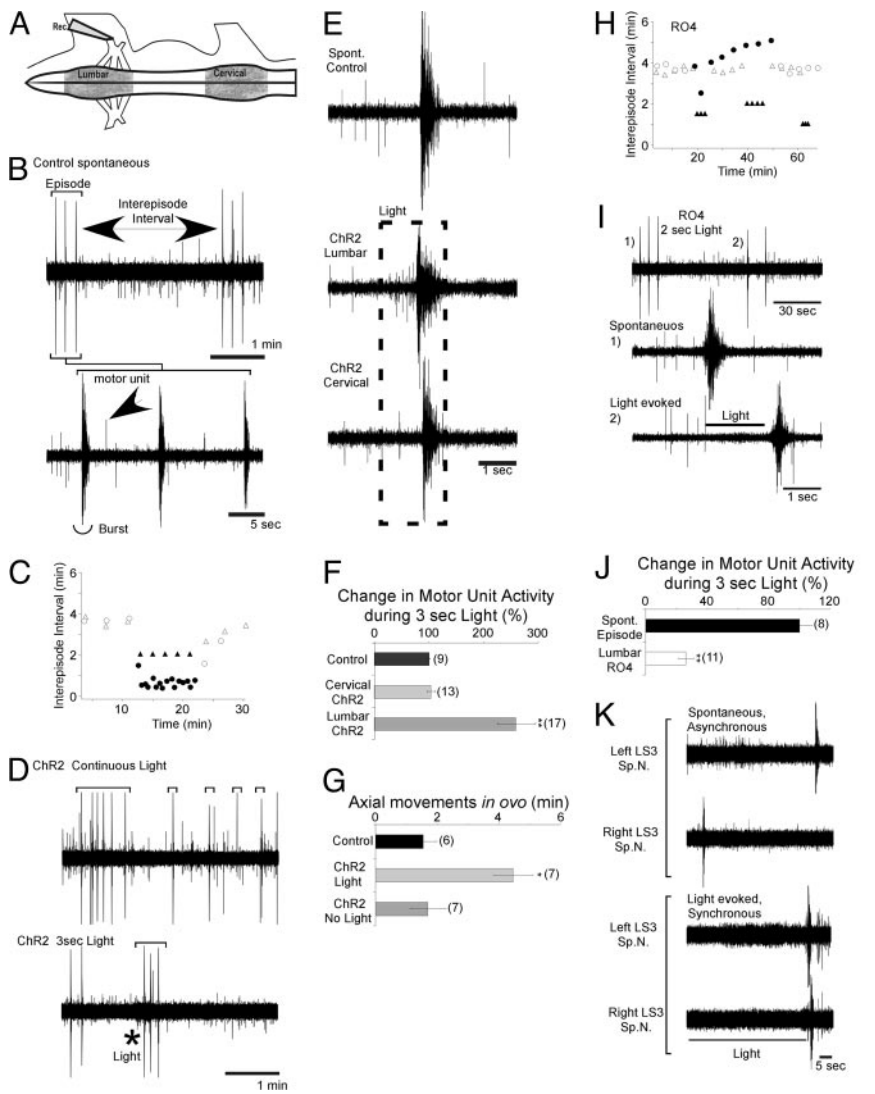 A
Rec.
Lumbar
Cervical
B
Control spontaneous
Episode
Interepisode
Interval
1 min
motor unit
5 sec
Burst
C
Interepisode Interval (min)
6
4
2
0
10
20
30
Time (min)
D
ChR2 Continuous Light
ChR2 3sec Light
*
Light
1 min
E
Spont.
Control
Light
ChR2
Lumbar
ChR2
Cervical
1 sec
F
Change in Motor Unit Activity
during 3 sec Light (%)
0 100 200 300
Control
(9)
Cervical
ChR2
(13)
Lumbar
ChR2
(17)
G
Axial movements in ovo (min)
0 2 4 6
Control
(6)
ChR2
Light
*(7)
ChR2
No Light
(7)
H
RO4
Interepisode Interval (min)
6
4
2
0
20 40 60
Time (min)
I
RO4
2 sec Light
1)
2)
30 sec
Spontaneuos
1)
Light evoked
2)
Light
1 sec
J
Change in Motor Unit Activity
during 3 sec Light (%)
0 40 80 120
Spont.
Episode
(8)
Lumbar
RO4
(11)
K
Spontaneous,
Asynchronous
Left LS3
Sp.N.
Right LS3
Sp.N.
Light evoked,
Synchronous
Left LS3
Sp.N.
Right LS3
Sp.N.
Light
5 sec